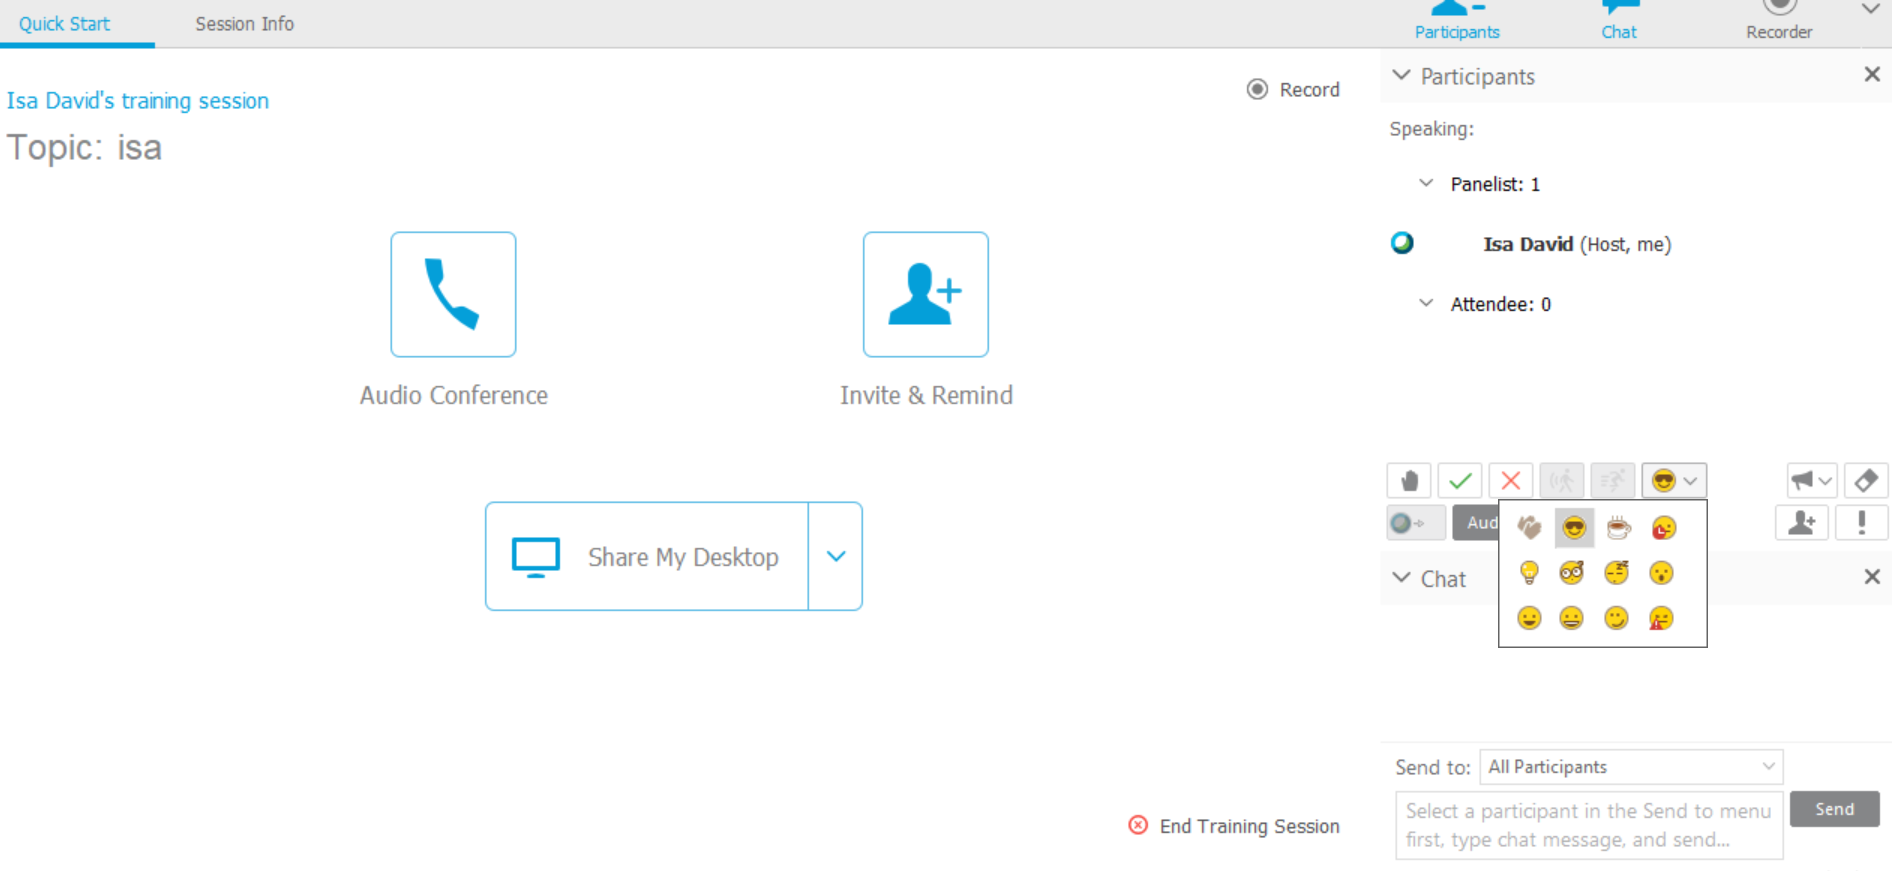 Quick Start
Session Info
Participants
Chat
Recorder
Isa David's training session
Record
Topic: isa
Audio Conference
Invite & Remind
Share My Desktop
End Training Session
Participants
Speaking:
Panelist: 1
Isa David (Host, me)
Attendee: 0
Aud
Chat
Send to: All Participants
Select a participant in the Send to menu
first, type chat message, and send...
Send